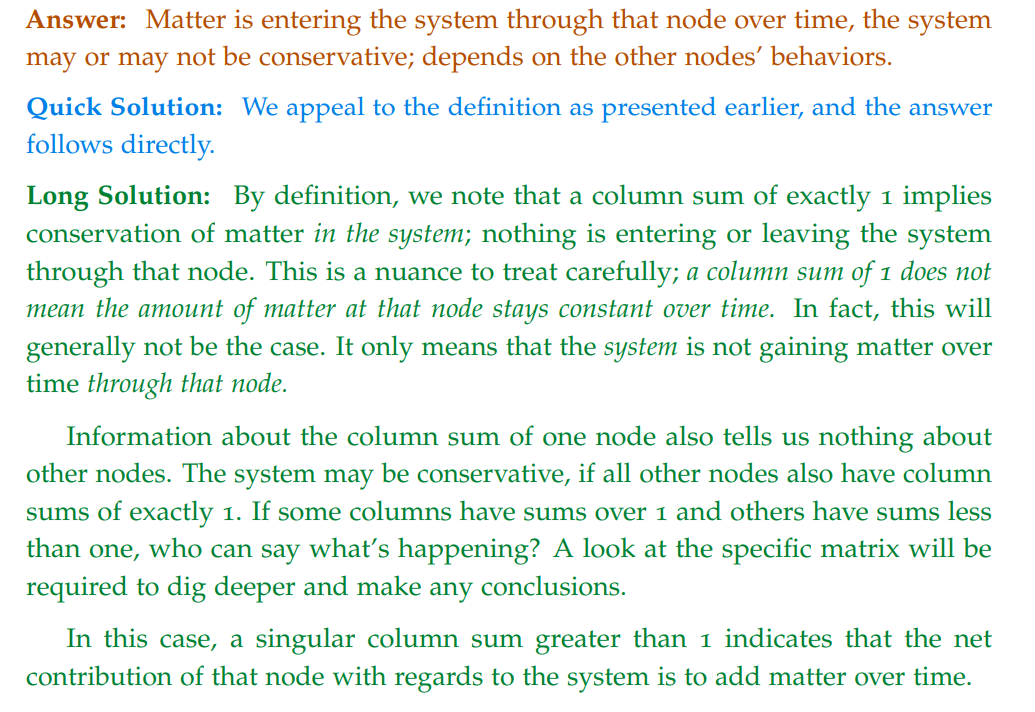 Answer: Matter is entering the system through that node over time, the system
may or may not be conservative; depends on the other nodes’ behaviors.
Quick Solution: We appeal to the definition as presented earlier, and the answer
follows directly.
Long Solution: By definition, we note that a column sum of exactly 1 implies
conservation of matter in the system; nothing is entering or leaving the system
through that node. This is a nuance to treat carefully; a column sum of 1 does not
mean the amount of matter at that node stays constant over time. In fact, this will
generally not be the case. It only means that the system is not gaining matter over
time through that node.
Information about the column sum of one node also tells us nothing about
other nodes. The system may be conservative, if all other nodes also have column
sums of exactly 1. If some columns have sums over 1 and others have sums less
than one, who can say what’s happening? A look at the specific matrix will be
required to dig deeper and make any conclusions.
In this case, a singular column sum greater than 1 indicates that the net
contribution of that node with regards to the system is to add matter over time.